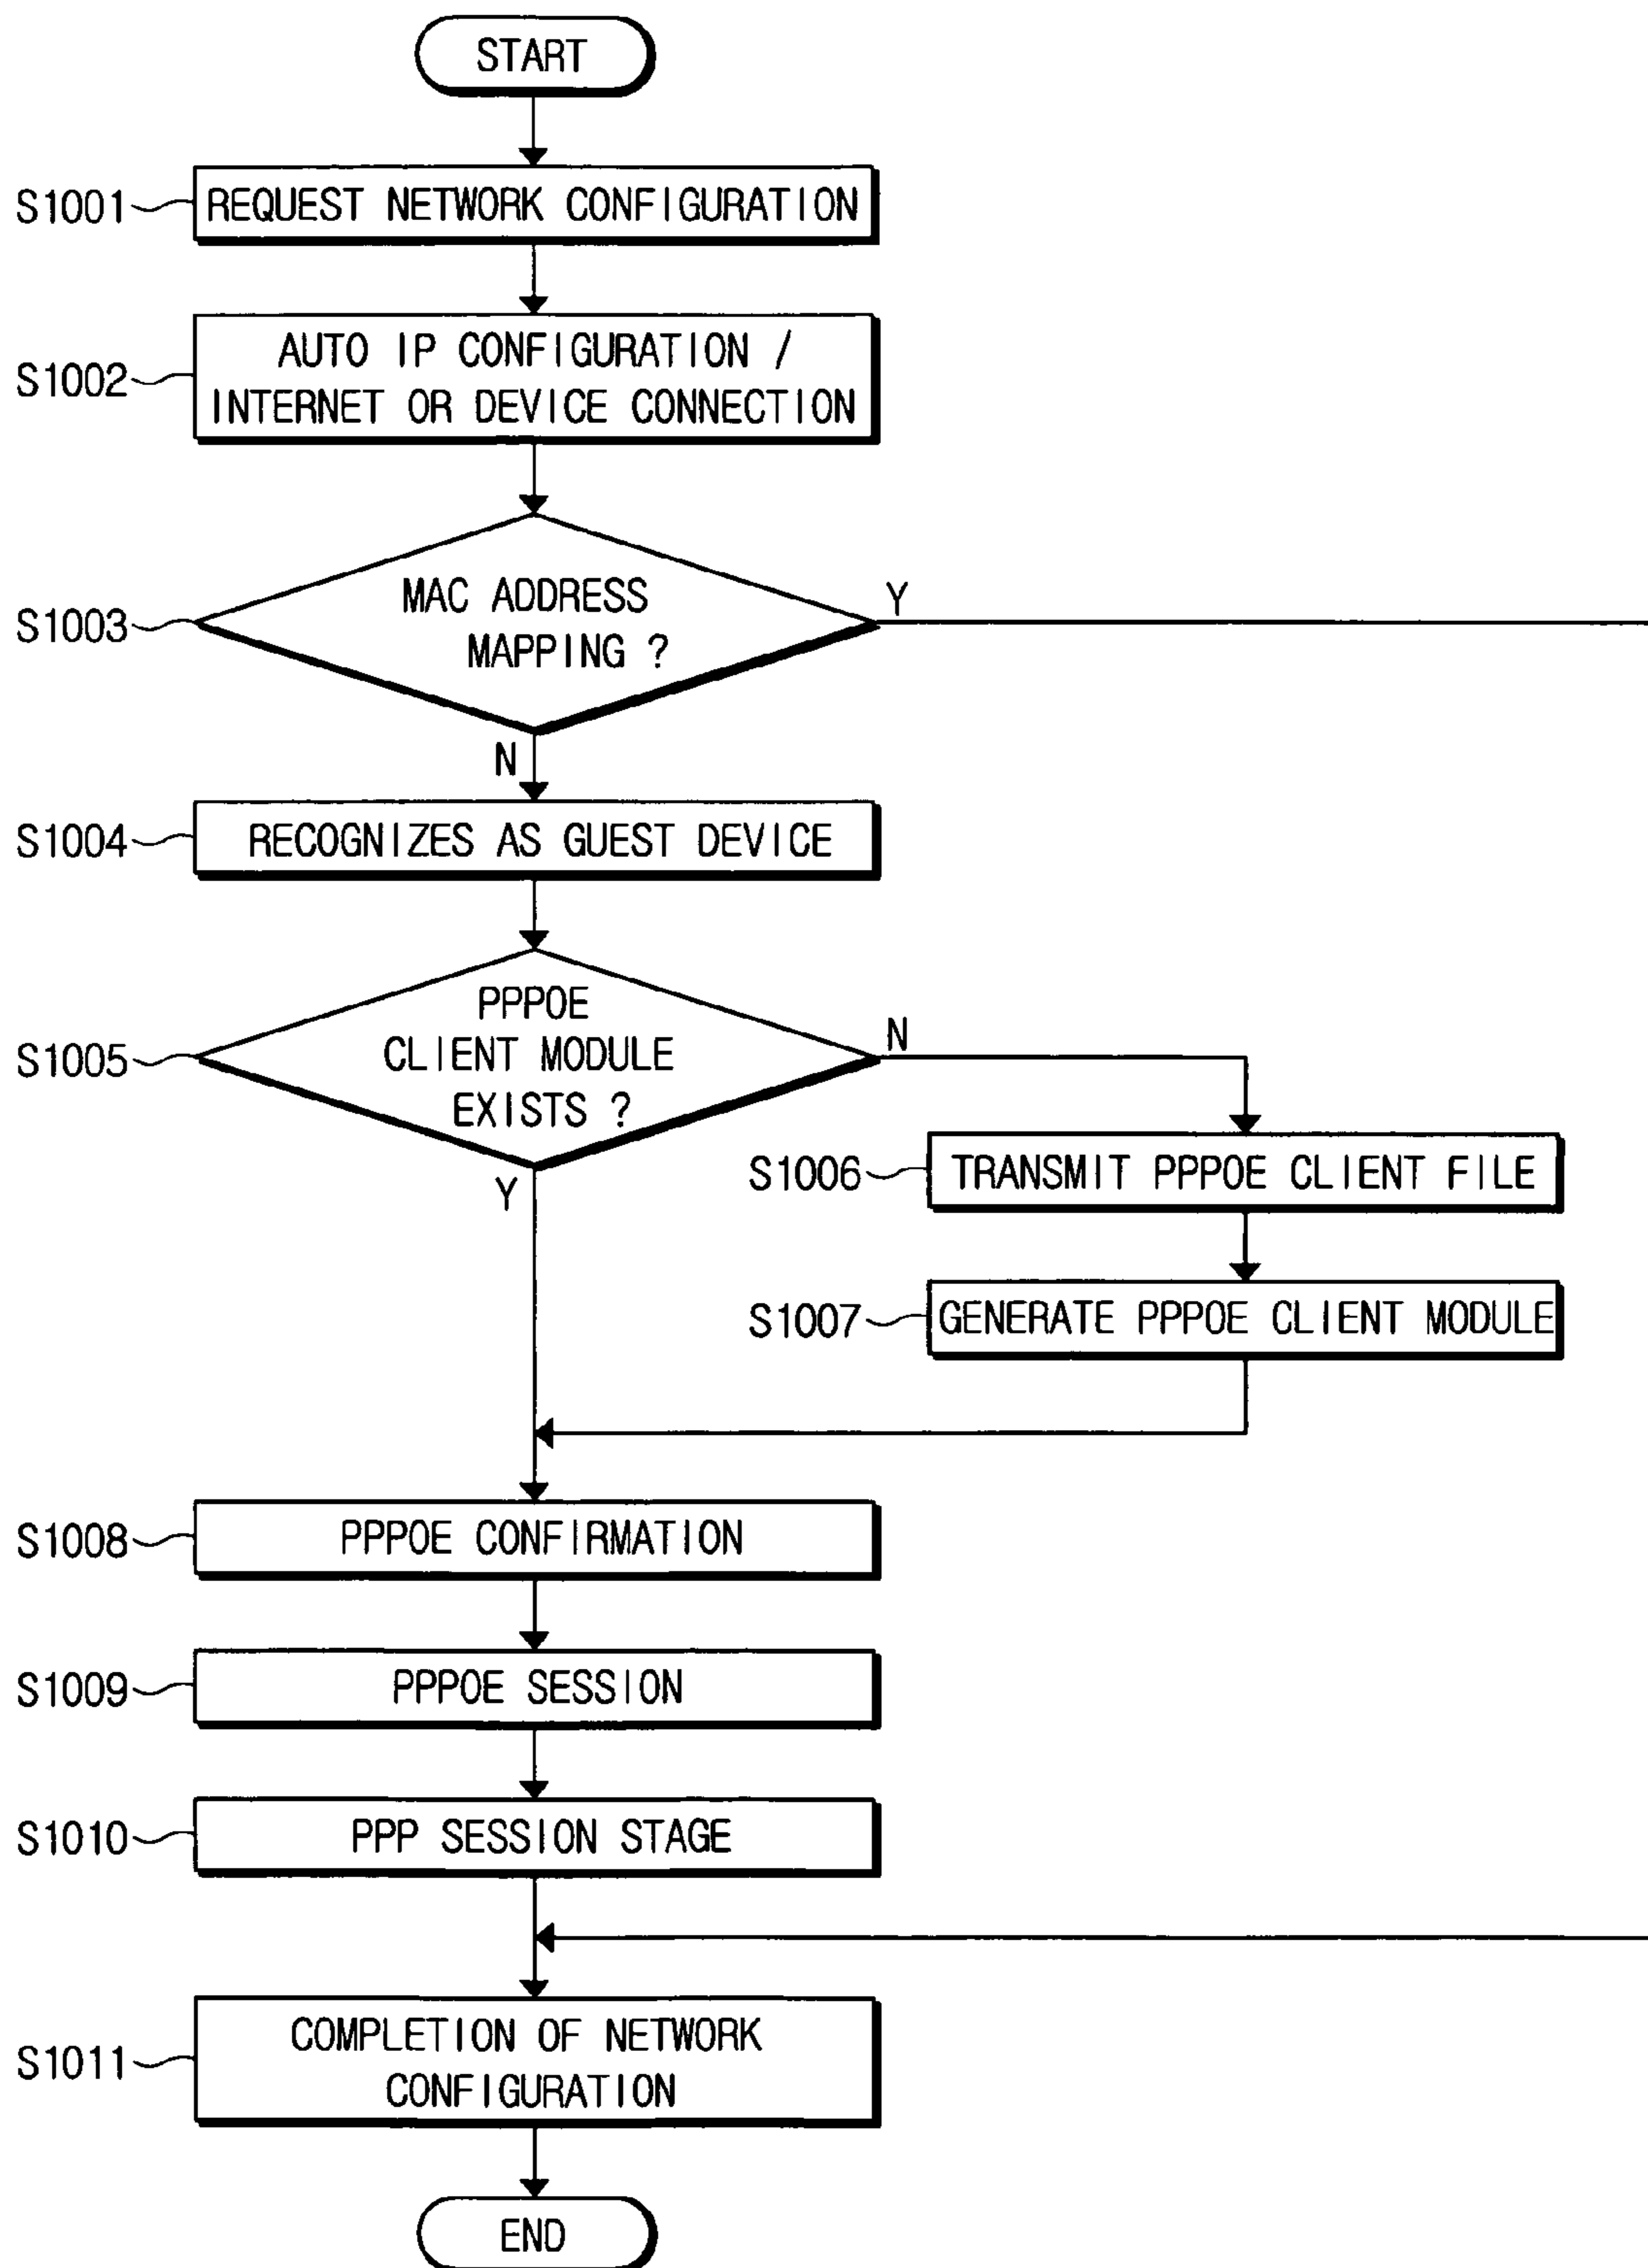 START
S1001
REQUEST NETWORK CONFIGURATION
S1002
AUTO IP CONFIGURATION /
INTERNET OR DEVICE CONNECTION
S1003
MAC ADDRESS
MAPPING ?
Y
N
S1004
RECOGNIZES AS GUEST DEVICE
S1005
PPPOE
CLIENT MODULE
EXISTS ?
N
Y
S1006
TRANSMIT PPPOE CLIENT FILE
S1007
GENERATE PPPOE CLIENT MODULE
S1008
PPPOE CONFIRMATION
S1009
PPPOE SESSION
S1010
PPP SESSION STAGE
S1011
COMPLETION OF NETWORK
CONFIGURATION
END